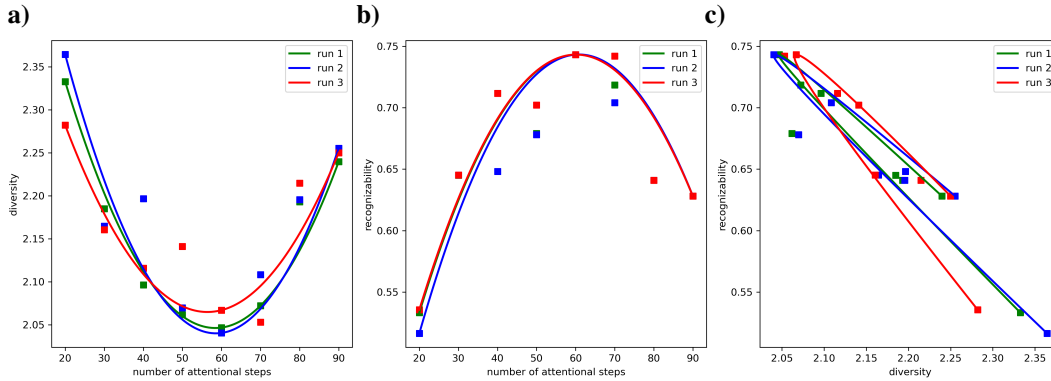 a)
run 1
run 2
run 3
2.35
2.30
2.25
2.20
2.15
2.10
2.05
diversity
20 30 40 50 60 70 80 90
number of attentional steps
b)
run 1
run 2
run 3
0.75
0.70
0.65
0.60
0.55
recognizability
20 30 40 50 60 70 80 90
number of attentional steps
c)
run 1
run 2
run 3
0.75
0.70
0.65
0.60
0.55
recognizability
2.05 2.10 2.15 2.20 2.25 2.30 2.35
diversity